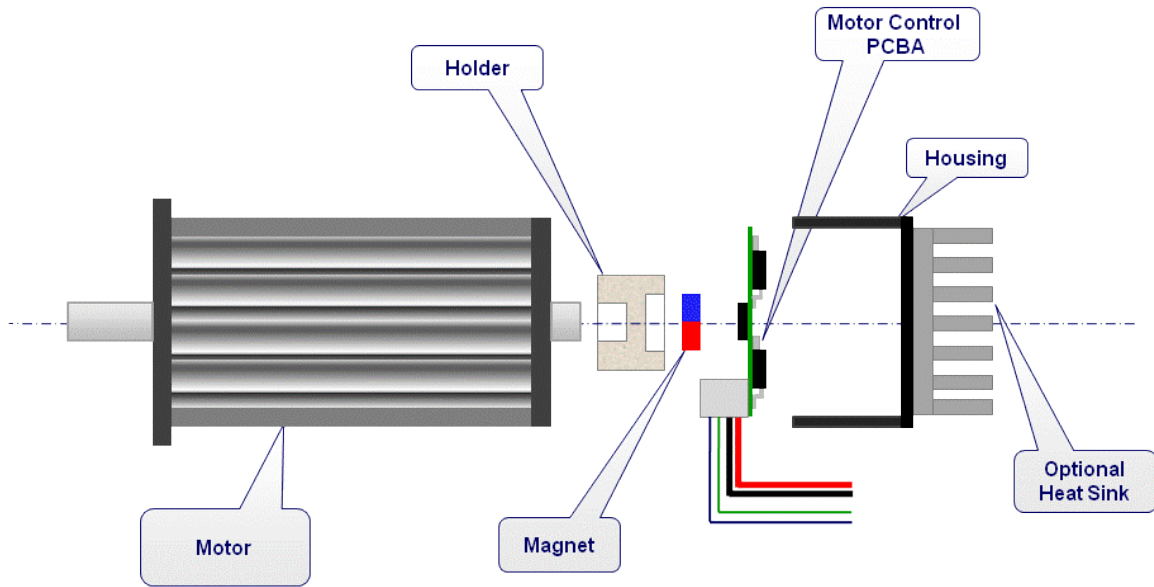 Motor Control
PCBA
Holder
Housing
Optional
Heat Sink
Magnet
Motor